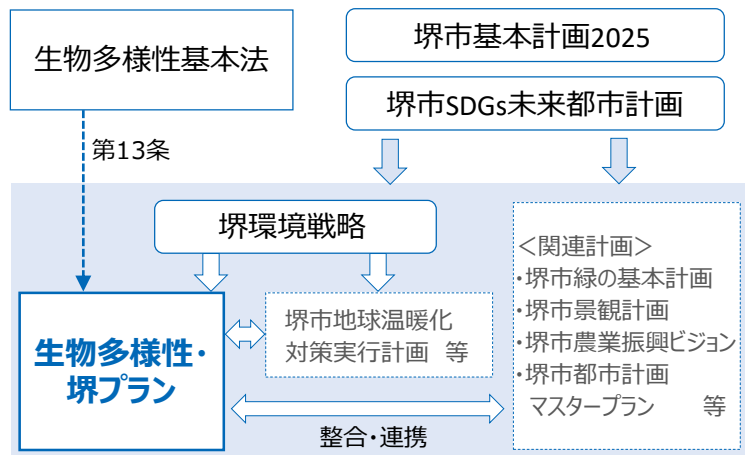 生物多様性基本法
堺市基本計画2025
堺市SDGs未来都市計画
第13条
堺環境戦略
<関連計画>
・堺市緑の基本計画
・堺市景観計画
・堺市農業振興ビジョン
・堺市都市計画
マスタープラン 等
生物多様性・
堺プラン
堺市地球温暖化
対策実行計画 等
整合・連携